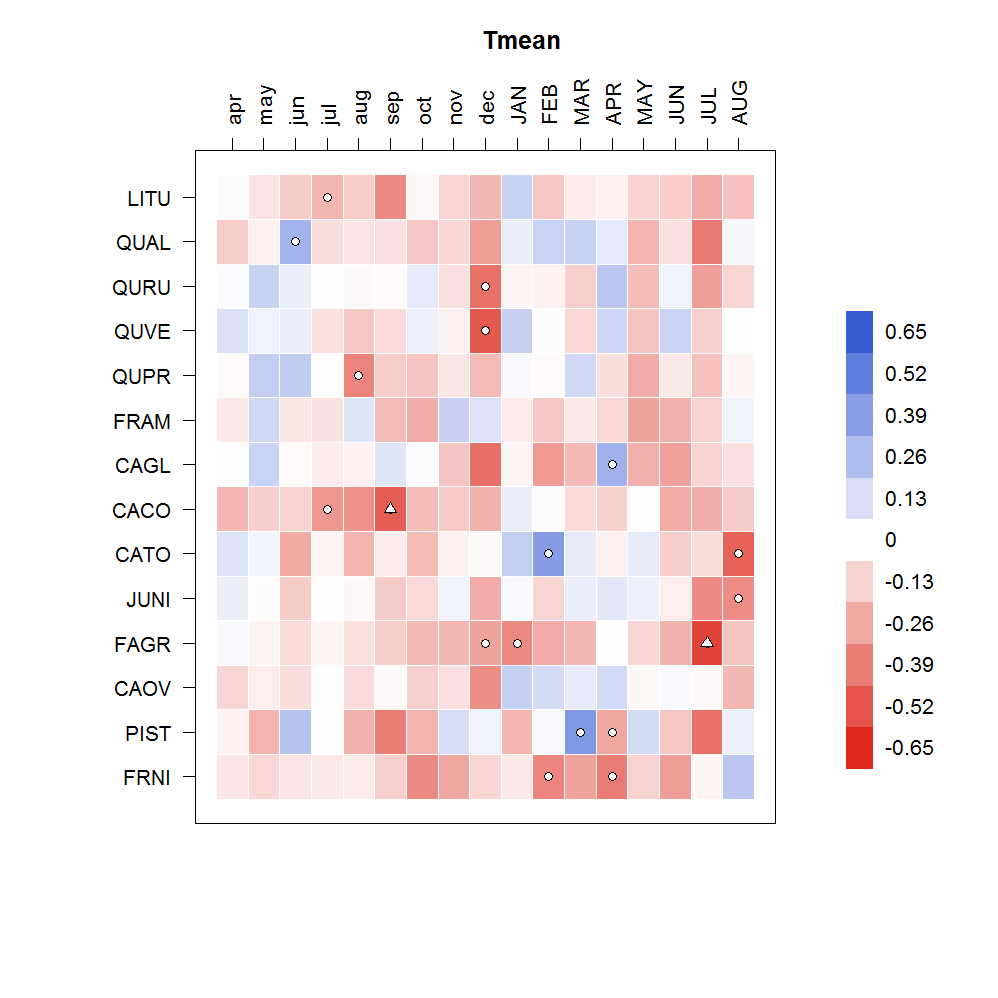 Tmean
apr may jun jul aug sep oct nov dec JAN FEB MAR APR MAY JUN JUL AUG
LITU
QUAL
QURU
QUVE
QUPR
FRAM
CAGL
CACO
CATO
JUNI
FAGR
CAOV
PIST
FRNI
0.65
0.52
0.39
0.26
0.13
0
-0.13
-0.26
-0.39
-0.52
-0.65